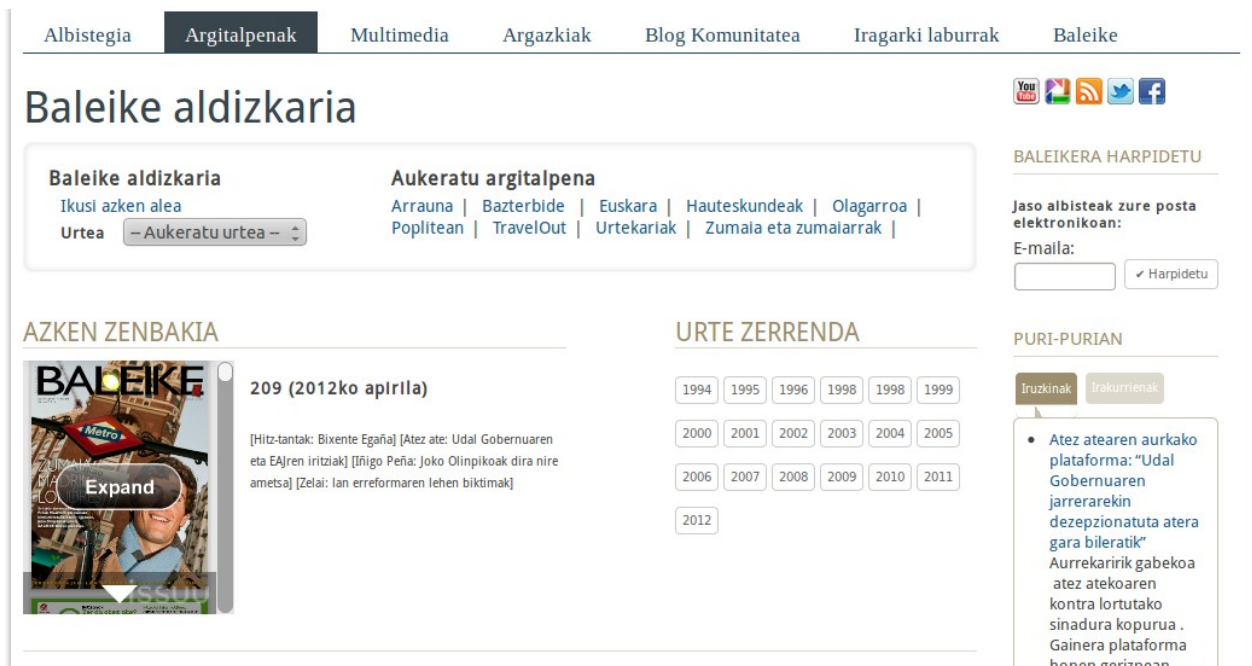 Albistegia Argitalpenak Multimedia Argazkiak Blog Komunitatea Iragarki laburrak Baleike
Baleike aldizkaria
Baleike aldizkaria
Ikusi azken alea
Urtea -- Aukeratu urtea --
Aukeratu argitalpena
Arrauna | Bazterbide | Euskara | Hauteskundeak | Olagarroa |
Poplitean | TravelOut | Urtekariak | Zumaia eta zumaiarrak |
AZKEN ZENBAKIA
BALEIKE
Metro
ZUMAIA
MADRIL
Expand
issuu
209 (2012ko apirila)
[Hitz-tantak: Bixente Egaña] [Atez ate: Udal Gobernuaren
eta EAJren iritziak] [Iñigo Peña: Joko Olinpikoak dira nire
ametsa] [Zelai: lan erreformaren lehen biktimak]
URTE ZERRENDA
1994 1995 1996 1998 1998 1999
2000 2001 2002 2003 2004 2005
2006 2007 2008 2009 2010 2011
2012
You Tube
BALEIKERA HARPIDETU
Jaso albisteak zure posta
elektronikoan:
E-maila:
✔ Harpidetu
PURI-PURIAN
Iruzkinak Irakurrienak
Atez atearen aurkako
plataforma: “Udal
Gobernuaren
jarrerarekin
dezepzionatuta atera
gara bileratik”
Aurrekaririk gabekoa
atez atekoaren
kontra lortutako
sinadura kopurua .
Gainera plataforma